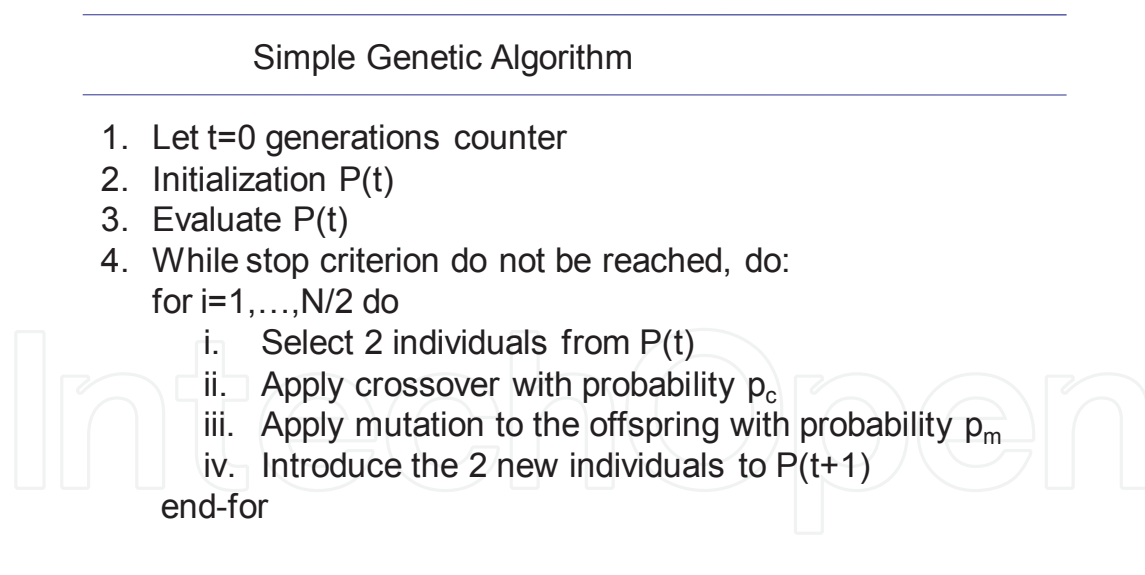 Simple Genetic Algorithm
1. Let t=0 generations counter
2. Initialization P(t)
3. Evaluate P(t)
4. While stop criterion do not be reached, do:
for i=1,…,N/2 do
i. Select 2 individuals from P(t)
ii. Apply crossover with probability pc
iii. Apply mutation to the offspring with probability pm
iv. Introduce the 2 new individuals to P(t+1)
end-for
IntechOpen